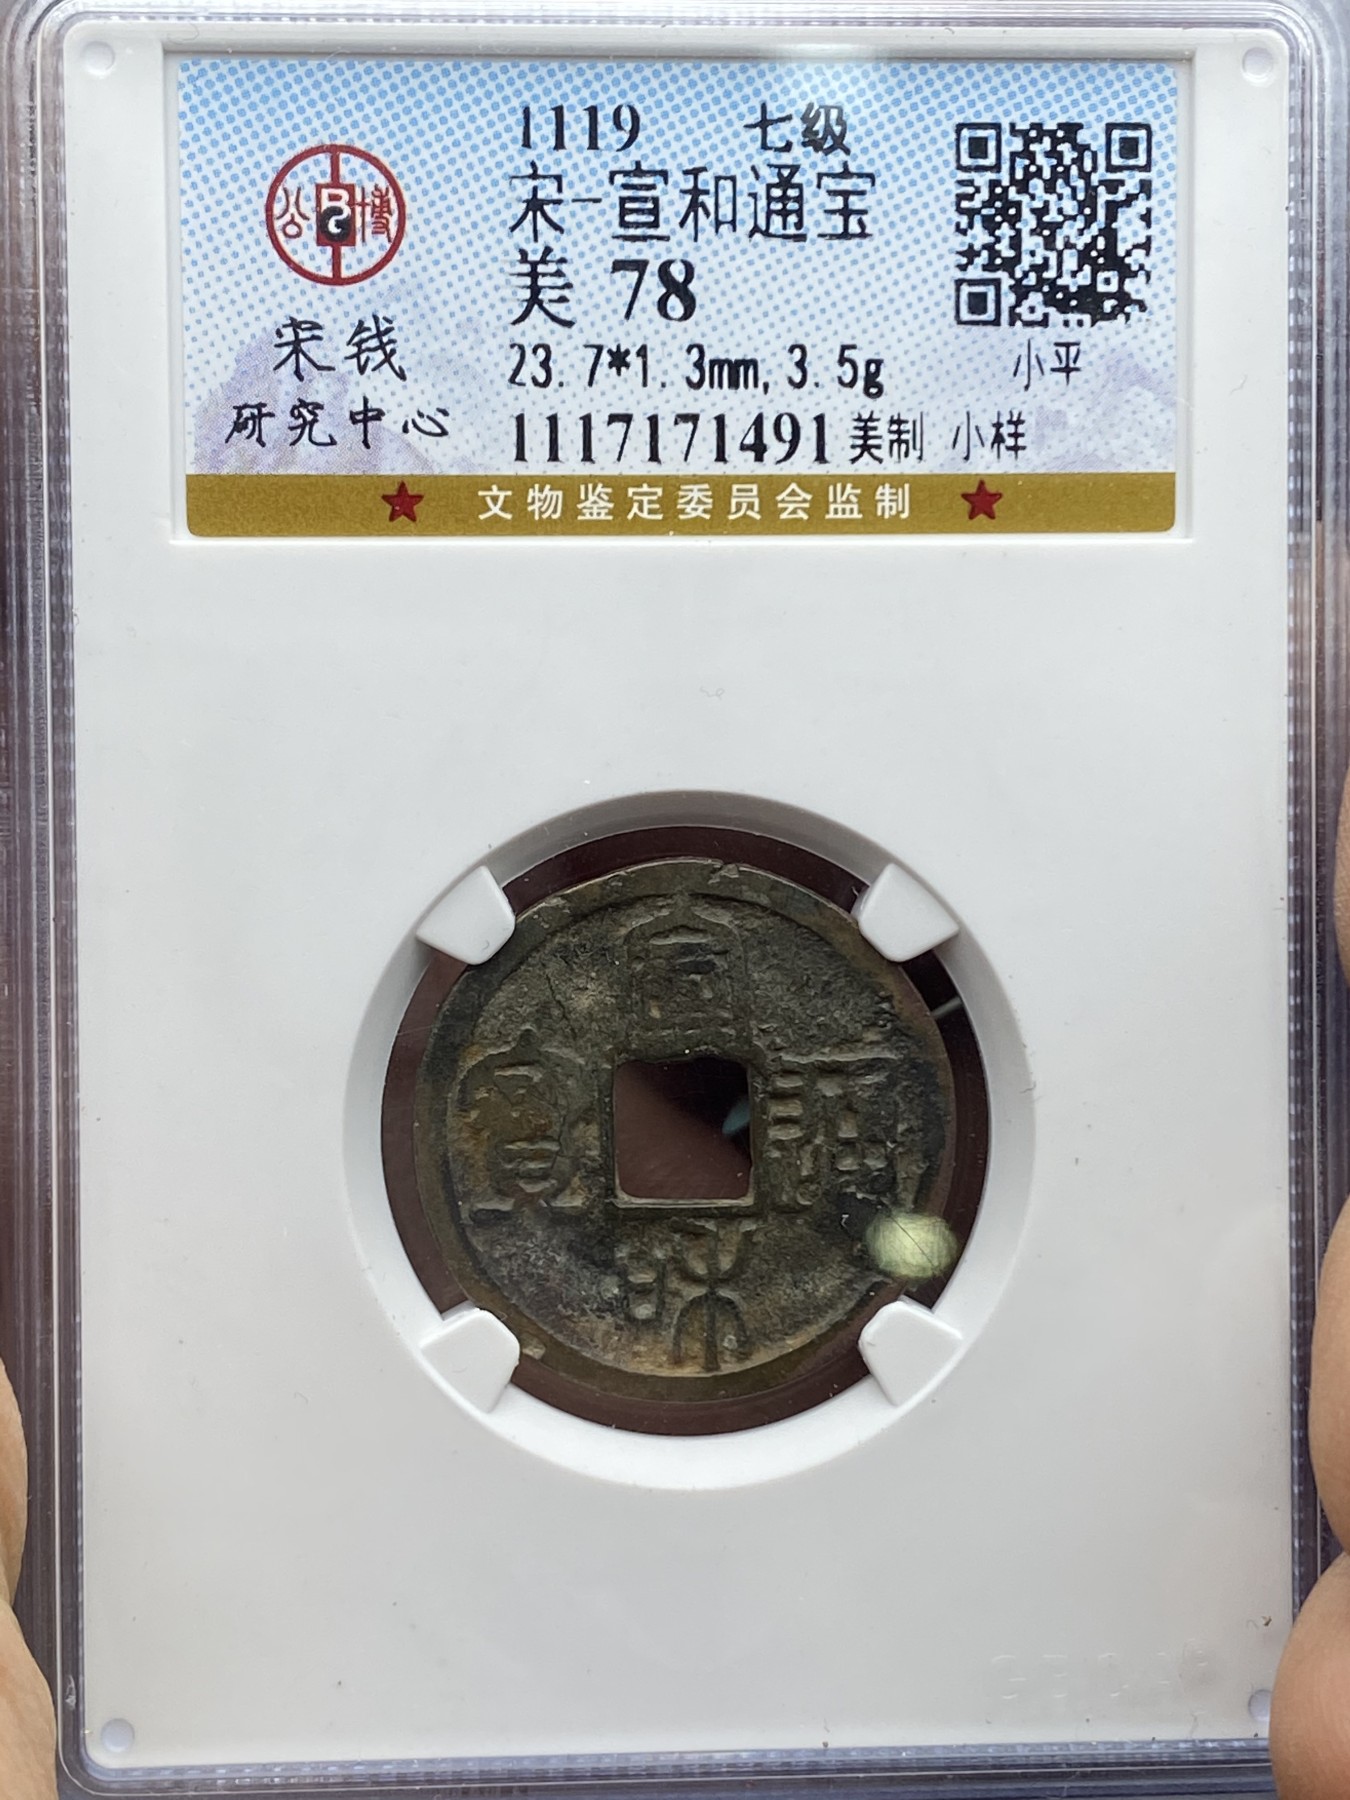 1119 七级
宋-宣和通宝
美 78
23.7*1.3mm,3.5g
小平
1117171491 美制 小样
公博
宋钱
研究中心
文物鉴定委员会监制
宣
和
通
寶